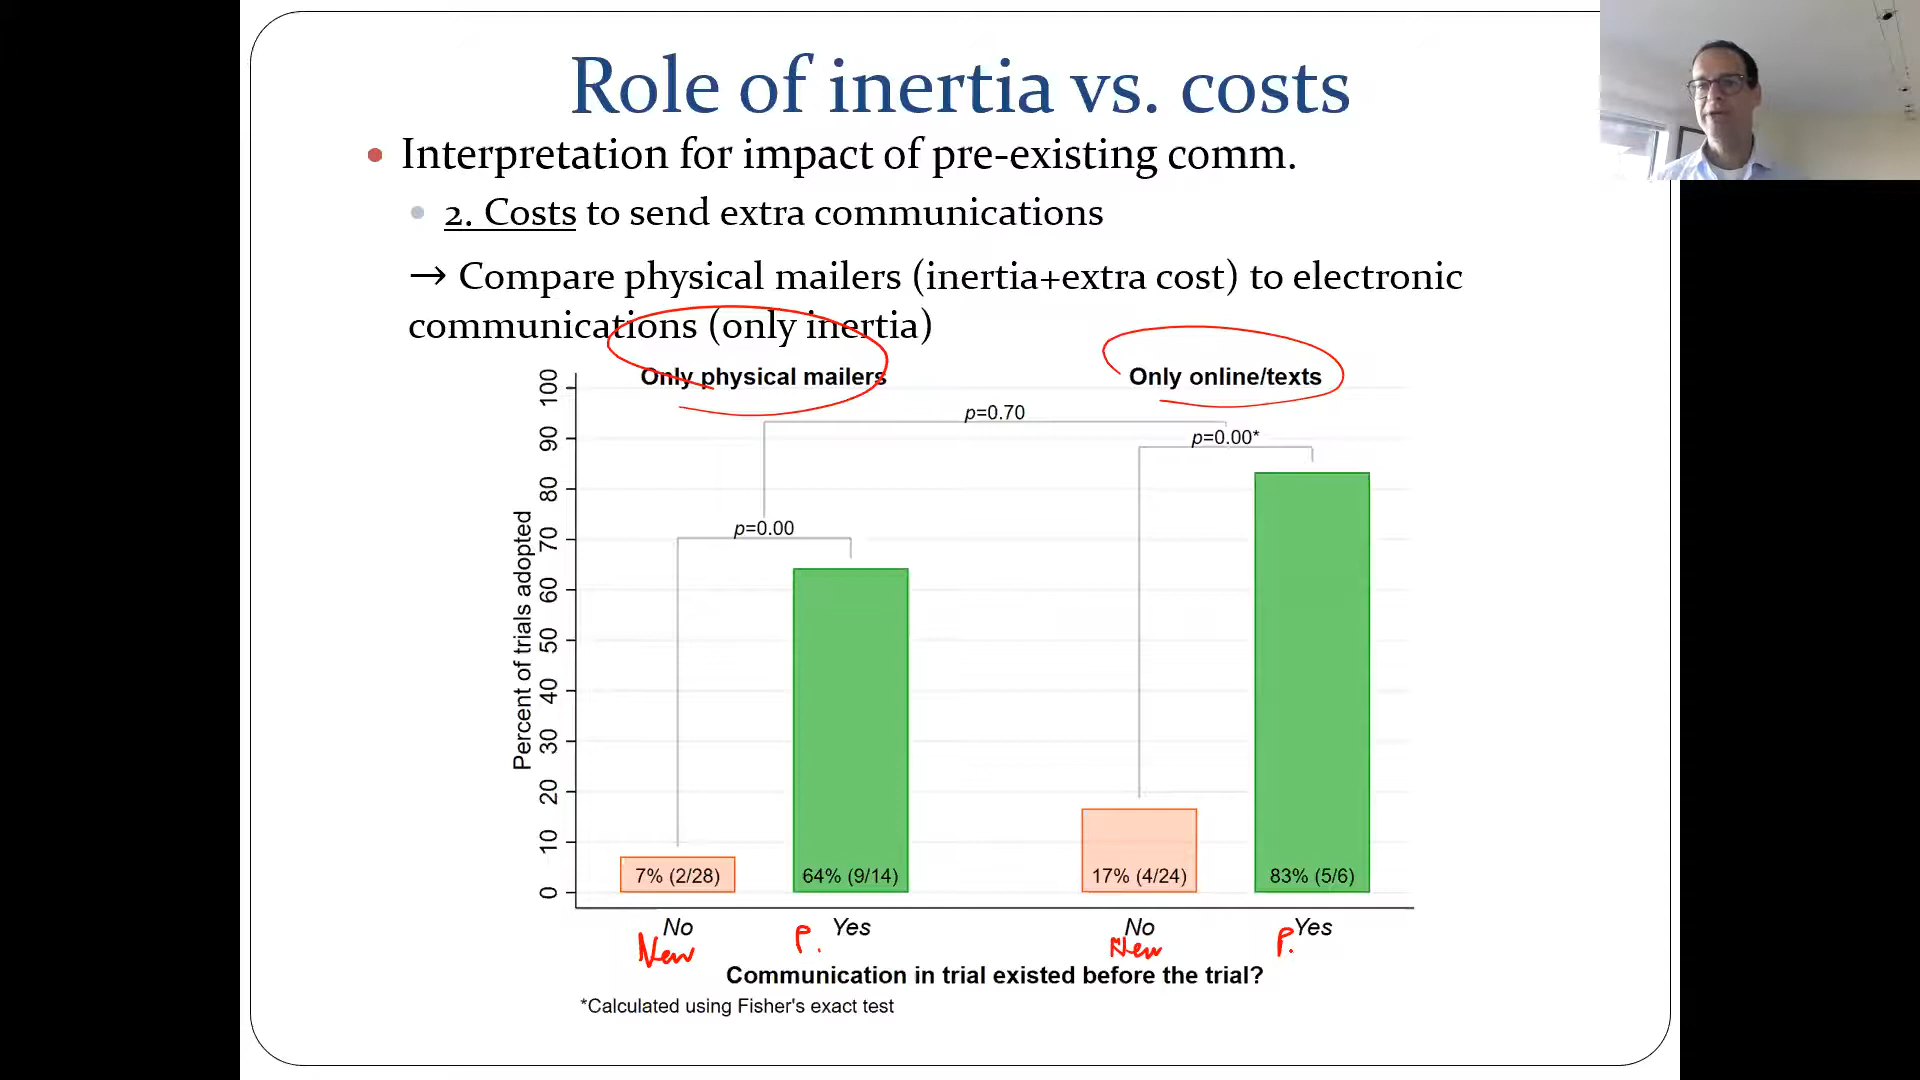 Role of inertia vs. costs
Interpretation for impact of pre-existing comm.
2. Costs to send extra communications
→ Compare physical mailers (inertia+extra cost) to electronic
communications (only inertia)
Only physical mailers
Only online/texts
p=0.70
p=0.00*
p=0.00
Percent of trials adopted
100
90
80
70
60
50
40
30
20
10
0
7% (2/28)
64% (9/14)
17% (4/24)
83% (5/6)
No
Yes
No
Yes
New
P.
New
P.
Communication in trial existed before the trial?
*Calculated using Fisher's exact test